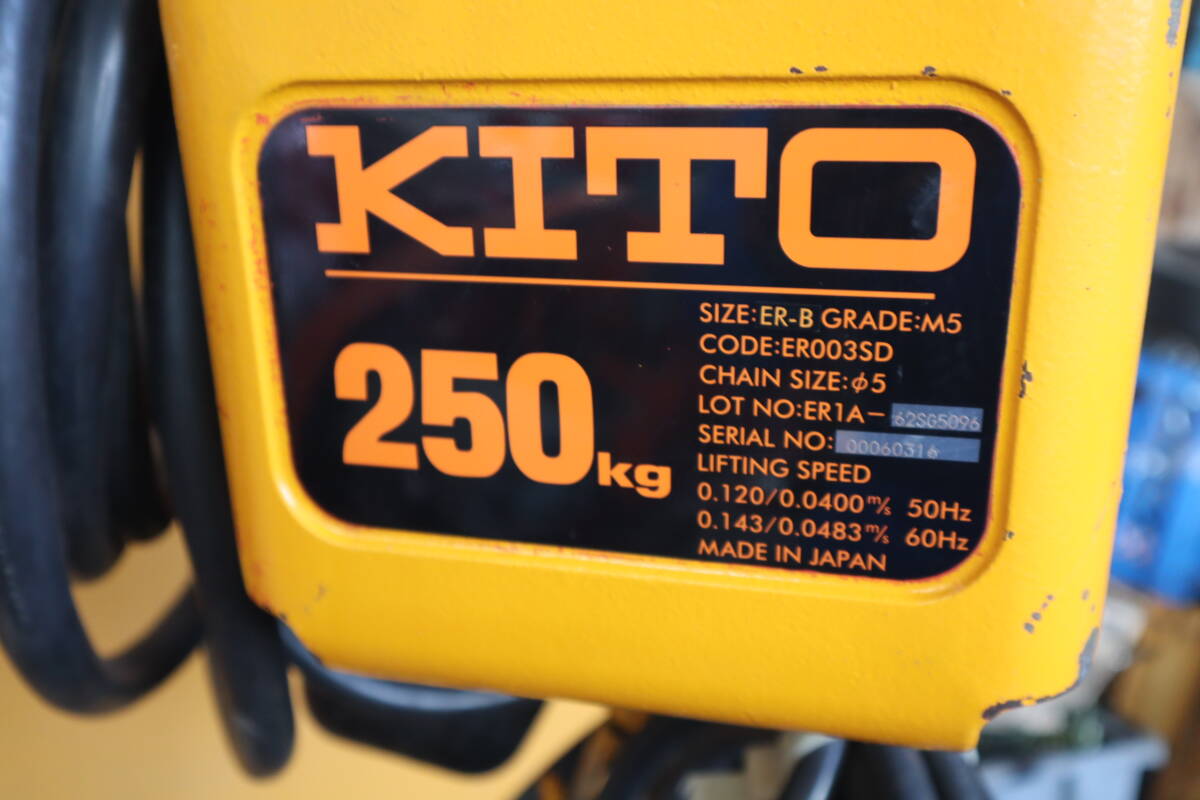 KITO
250kg
SIZE:ER-B GRADE:M5
CODE:ER003SD
CHAIN SIZE:φ5
LOT NO:ER1A-62SG5096
SERIAL NO:00060316
LIFTING SPEED
0.120/0.0400m/s 50Hz
0.143/0.0483m/s 60Hz
MADE IN JAPAN